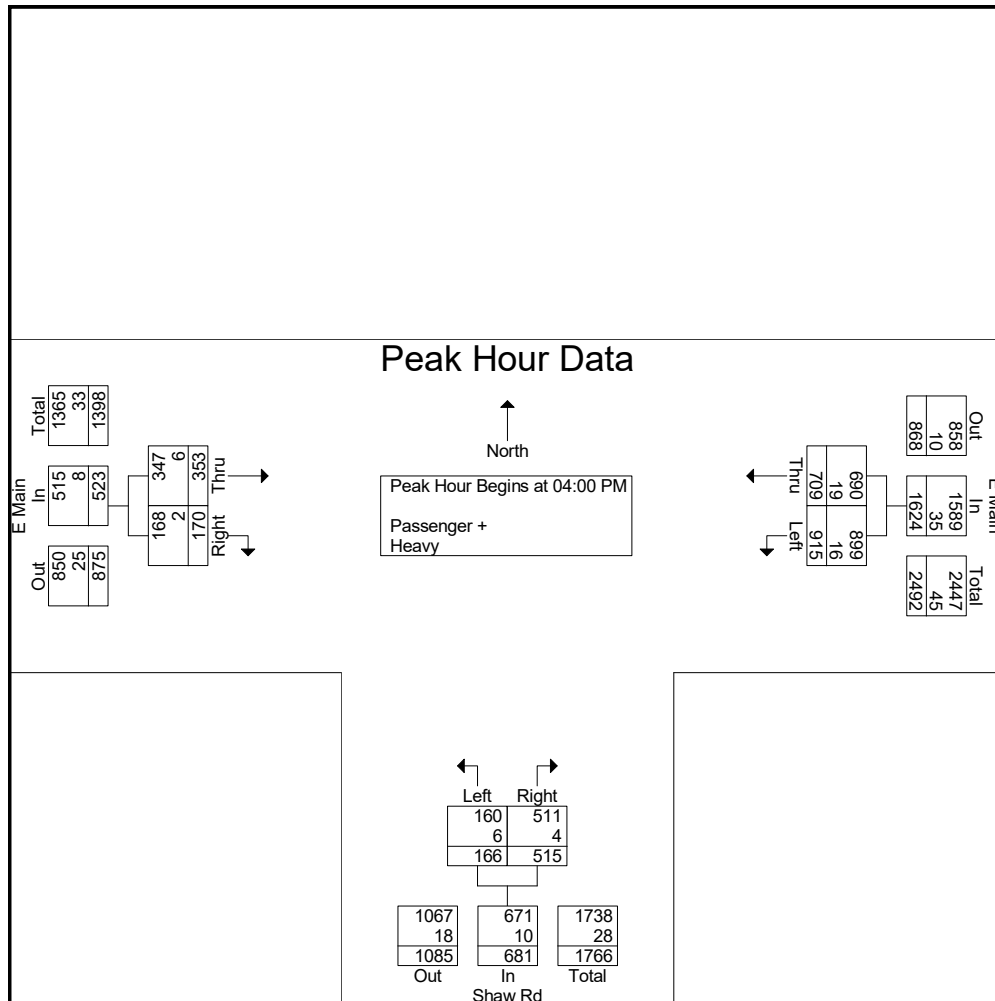 Peak Hour Data
North
Peak Hour Begins at 04:00 PM
Passenger +
Heavy
E Main
Total
1365
33
1398
In
515
8
523
Out
850
25
875
Thru
347
6
353
Right
168
2
170
Out
858
10
868
E Main
In
1589
35
1624
Total
2447
45
2492
Thru
690
19
709
Left
899
16
915
Left Right
160 511
6 4
166 515
1067 671 1738
18 10 28
1085 681 1766
Out In Total
Shaw Rd